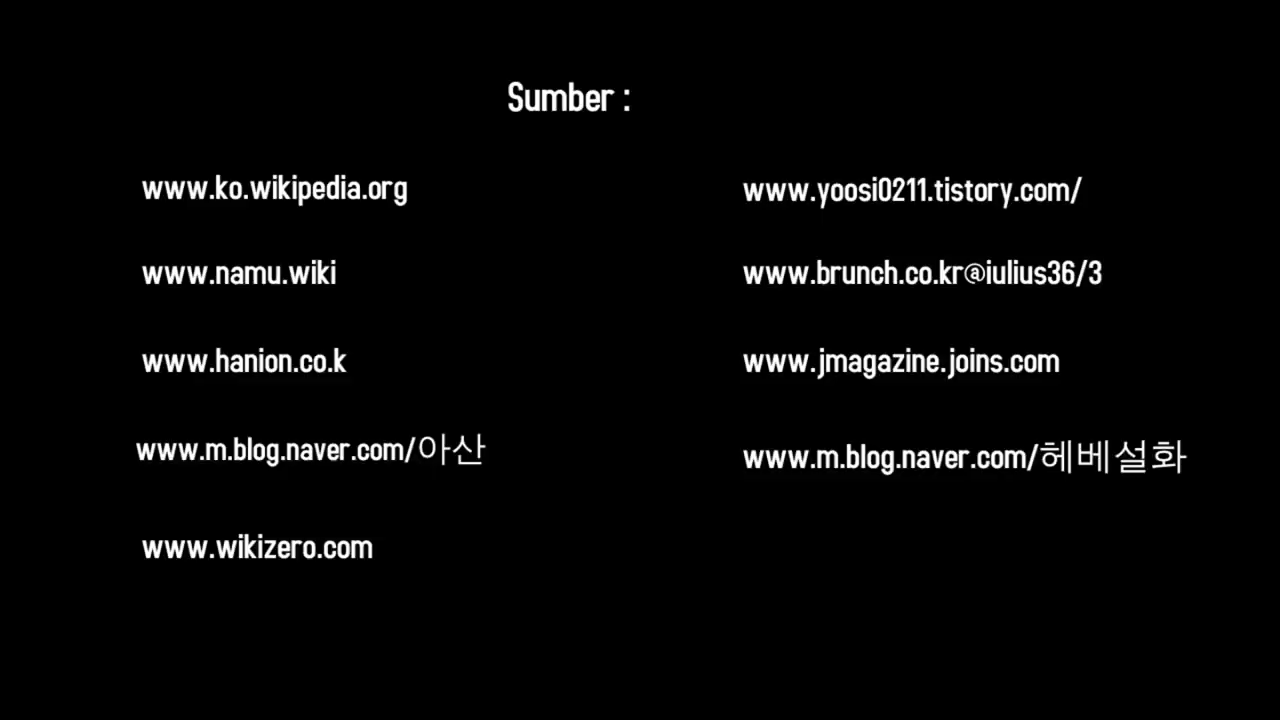 Sumber :
www.ko.wikipedia.org
www.namu.wiki
www.hanion.co.k
www.m.blog.naver.com/아산
www.wikizero.com
www.yoosi0211.tistory.com/
www.brunch.co.kr@iulius36/3
www.jmagazine.joins.com
www.m.blog.naver.com/헤베설화